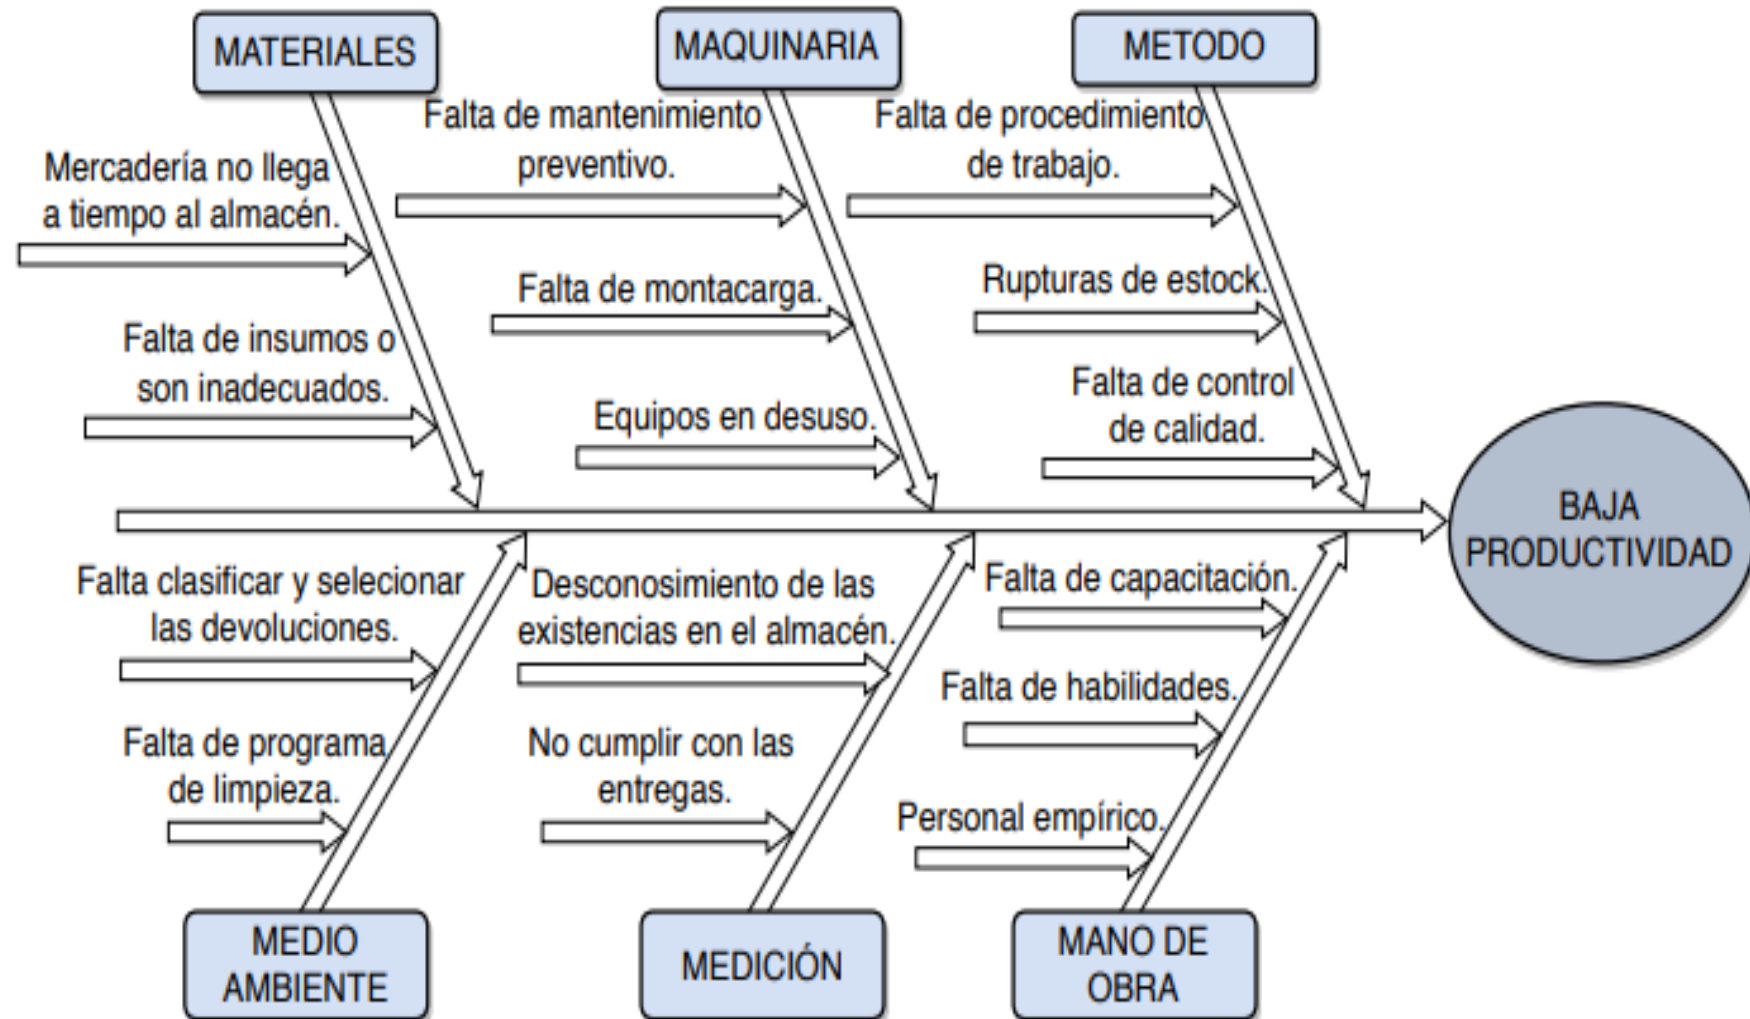 MATERIALES
MAQUINARIA
METODO
Mercadería no llega
a tiempo al almacén.
Falta de insumos o
son inadecuados.
Falta de mantenimiento
preventivo.
Falta de montacarga.
Equipos en desuso.
Falta de procedimiento
de trabajo.
Rupturas de estock.
Falta de control
de calidad.
BAJA
PRODUCTIVIDAD
Falta clasificar y selecionar
las devoluciones.
Falta de programa
de limpieza.
Desconosimiento de las
existencias en el almacén.
No cumplir con las
entregas.
Falta de capacitación.
Falta de habilidades.
Personal empírico.
MEDIO
AMBIENTE
MEDICIÓN
MANO DE
OBRA